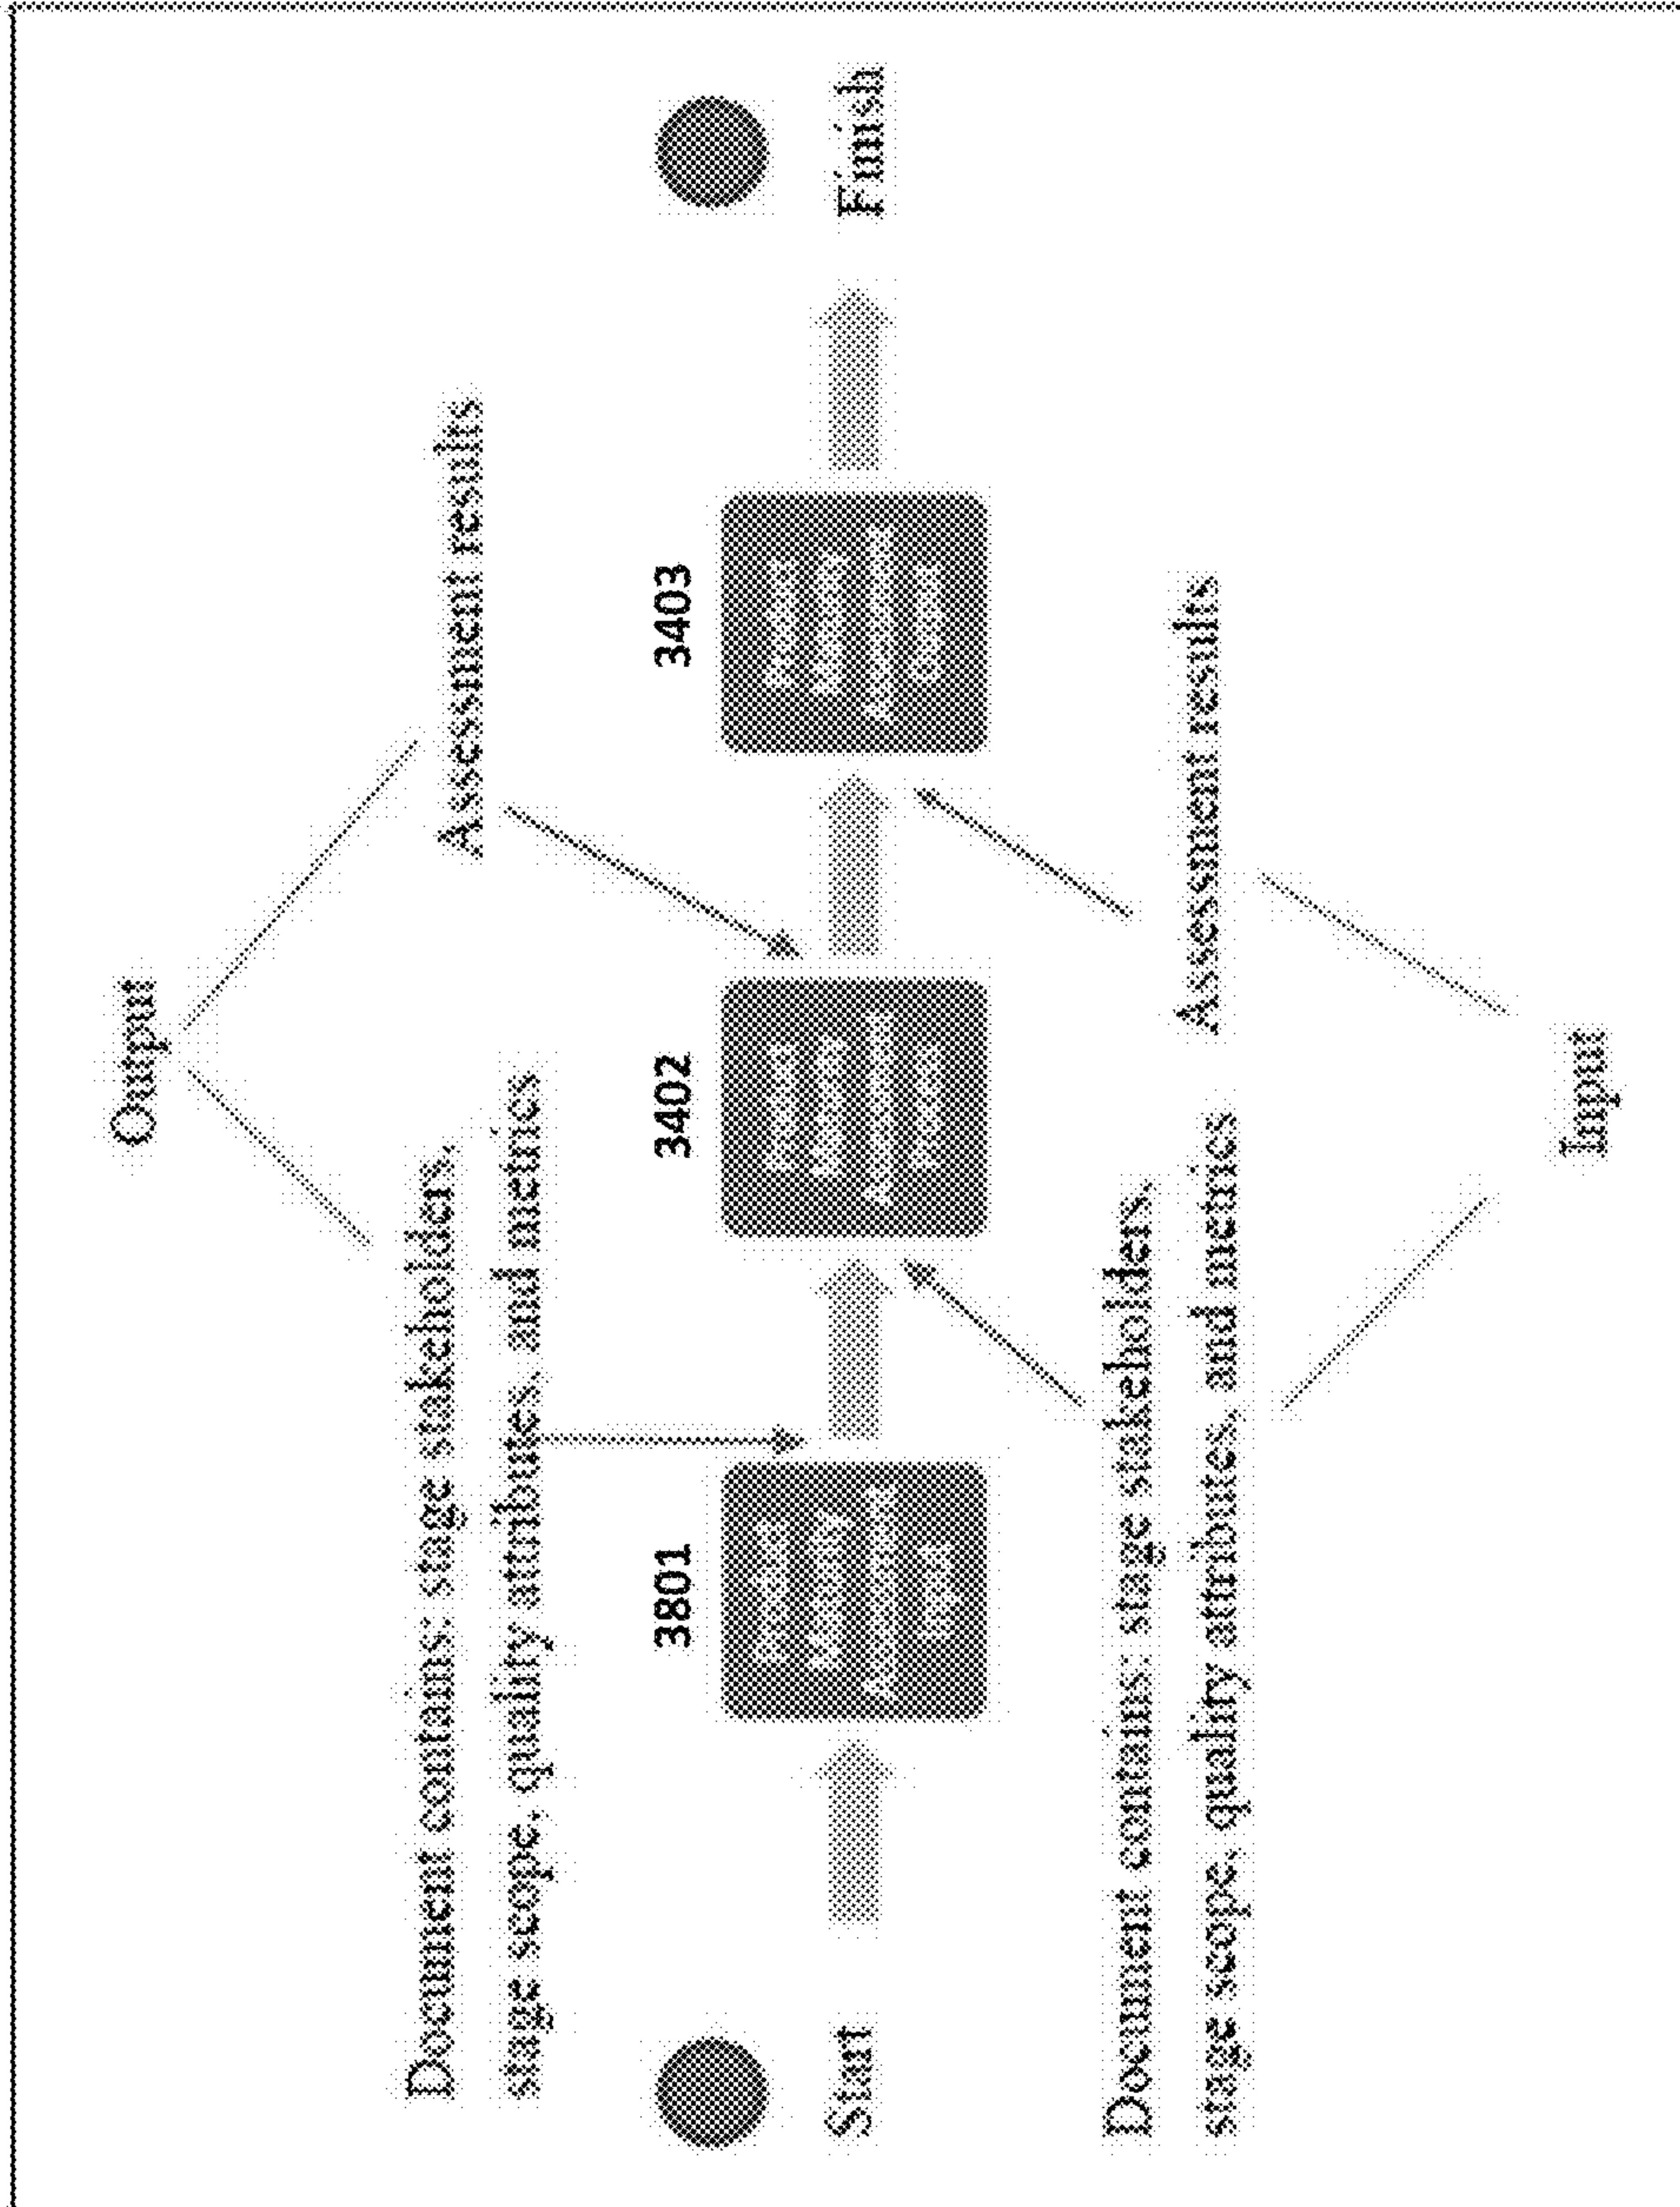 Output
Document contains: stage stakeholders,
stage scope, quality attributes, and metrics
Assessment results
3801
3402
3403
Start
Finish
Document contains: stage stakeholders,
stage scope, quality attributes, and metrics
Assessment results
Input